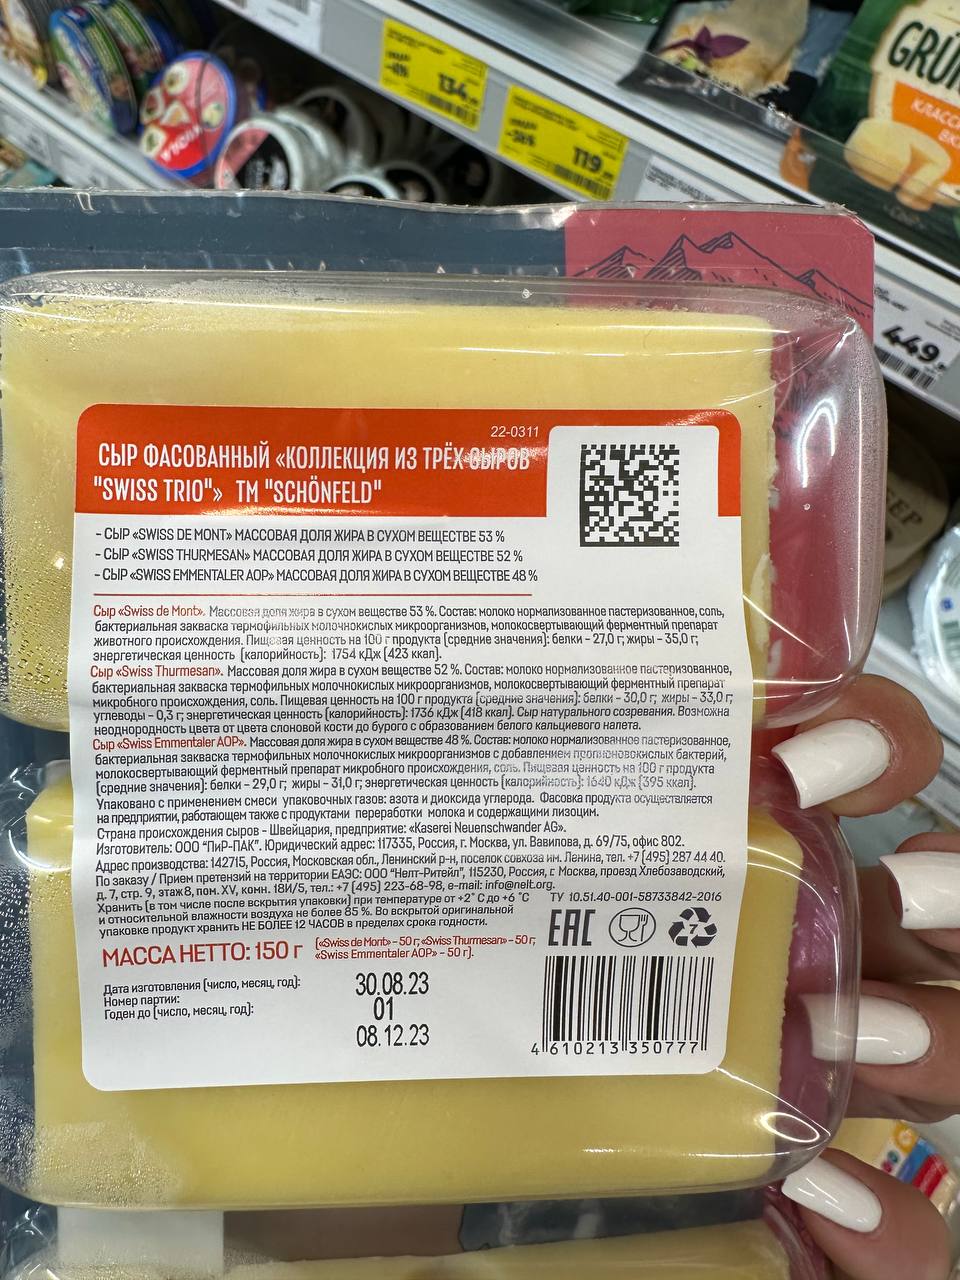 134
119
GRÜN
КЛАССИ
449
22-0311
СЫР ФАСОВАННЫЙ «КОЛЛЕКЦИЯ ИЗ ТРЁХ СЫРОВ
"SWISS TRIO"» ТМ "SCHÖNFELD"
- СЫР «SWISS DE MONT» МАССОВАЯ ДОЛЯ ЖИРА В СУХОМ ВЕЩЕСТВЕ 53 %
- СЫР «SWISS THURMESAN» МАССОВАЯ ДОЛЯ ЖИРА В СУХОМ ВЕЩЕСТВЕ 52 %
- СЫР «SWISS EMMENTALER AOP» МАССОВАЯ ДОЛЯ ЖИРА В СУХОМ ВЕЩЕСТВЕ 48 %
Сыр «Swiss de Mont». Массовая доля жира в сухом веществе 53 %. Состав: молоко нормализованное пастеризованное, соль,
бактериальная закваска термофильных молочнокислых микроорганизмов, молокосвертывающий ферментный препарат
животного происхождения. Пищевая ценность на 100 г продукта (средние значения): белки - 27,0 г; жиры - 35,0 г;
энергетическая ценность (калорийность): 1754 кДж (423 ккал).
Сыр «Swiss Thurmesan». Массовая доля жира в сухом веществе 52 %. Состав: молоко нормализованное пастеризованное,
бактериальная закваска термофильных молочнокислых микроорганизмов, молокосвертывающий ферментный препарат
микробного происхождения, соль. Пищевая ценность на 100 г продукта (средние значения): белки - 30,0 г; жиры - 33,0 г;
углеводы - 0,3 г; энергетическая ценность (калорийность): 1736 кДж (418 ккал). Сыр натурального созревания. Возможна
неоднородность цвета от цвета слоновой кости до бурого с образованием белого кальциевого налета.
Сыр «Swiss Emmentaler AOP». Массовая доля жира в сухом веществе 48 %. Состав: молоко нормализованное пастеризованное,
бактериальная закваска термофильных молочнокислых микроорганизмов с добавлением пропионовокислых бактерий,
молокосвертывающий ферментный препарат микробного происхождения, соль. Пищевая ценность на 100 г продукта
(средние значения): белки - 29,0 г; жиры - 31,0 г; энергетическая ценность (калорийность): 1640 кДж (395 ккал).
Упаковано с применением смеси упаковочных газов: азота и диоксида углерода. Фасовка продукта осуществляется
на предприятии, работающем также с продуктами переработки молока и содержащими лизоцим.
Страна происхождения сыров - Швейцария, предприятие: «Kaserei Neuenschwander AG».
Изготовитель: ООО "ПиР-ПАК". Юридический адрес: 117335, Россия, г. Москва, ул. Вавилова, д. 69/75, офис 802.
Адрес производства: 142715, Россия, Московская обл., Ленинский р-н, поселок совхоза им. Ленина, тел. +7 (495) 287 44 40.
По заказу / Прием претензий на территории ЕАЭС: ООО "Нелт-Ритейл", 115230, Россия, г. Москва, проезд Хлебозаводский,
д. 7, стр. 9, этаж 8, пом. XV, комн. 18И/5, тел.: +7 (495) 223-68-98, e-mail: info@nelt.org.
Хранить (в том числе после вскрытия упаковки) при температуре от +2° С до +6 °С
ТУ 10.51.40-001-58733842-2016
и относительной влажности воздуха не более 85 %. Во вскрытой оригинальной
упаковке продукт хранить НЕ БОЛЕЕ 12 ЧАСОВ в пределах срока годности.
ЕАС
7
МАССА НЕТТО: 150 г
(«Swiss de Mont» - 50 г; «Swiss Thurmesan» - 50 г;
«Swiss Emmentaler AOP» - 50 г).
Дата изготовления (число, месяц, год):
30.08.23
Номер партии:
01
Годен до (число, месяц, год):
08.12.23
4 610213 350777